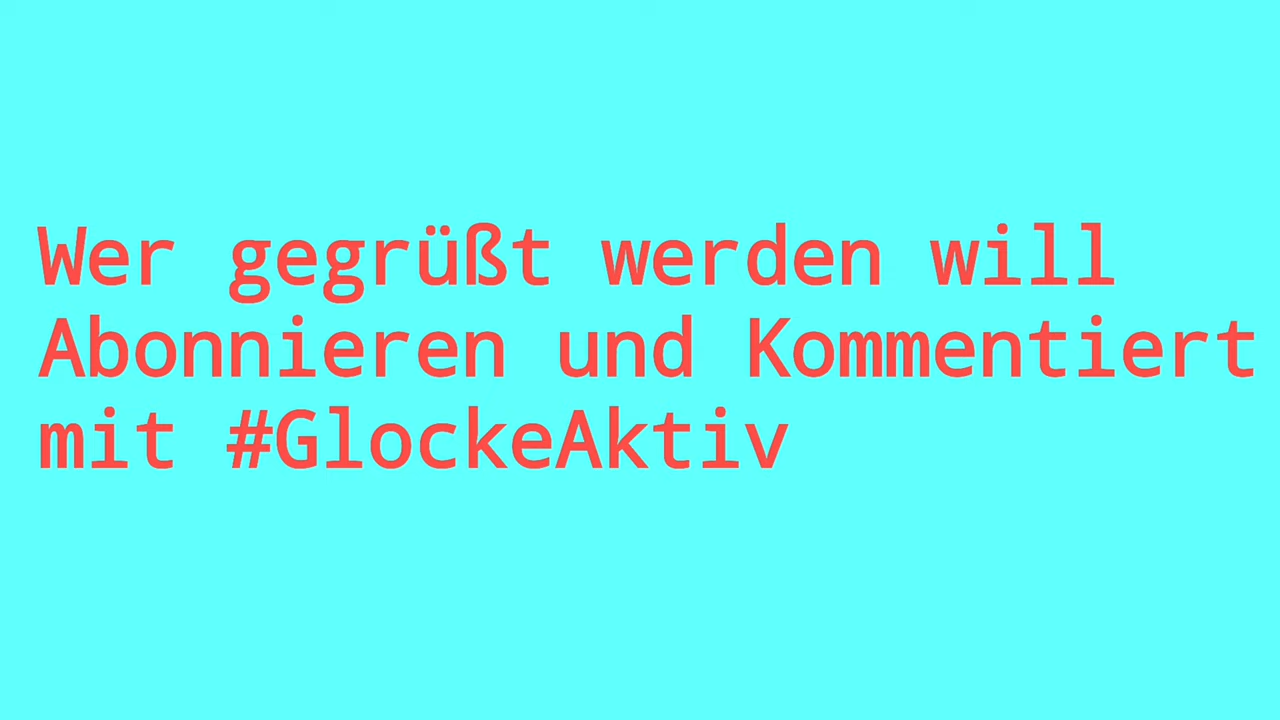 Wer gegrüßt werden will
Abonnieren und Kommentiert
mit #GlockeAktiv